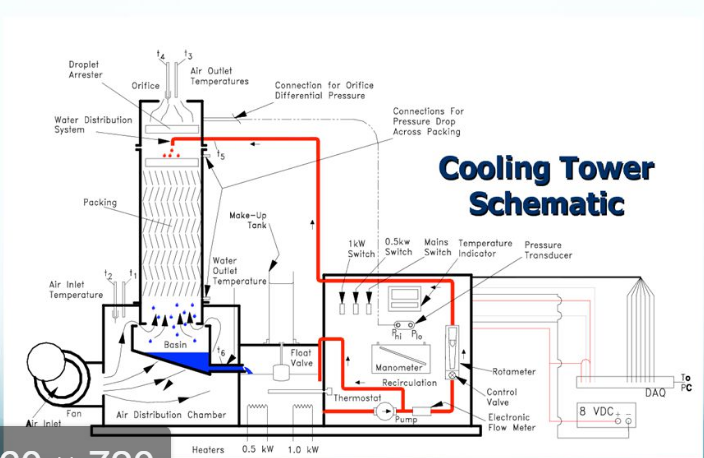 t4 t3
Droplet
Arrester
Orifice
Air Outlet
Temperatures
Connection for Orifice
Differential Pressure
Water Distribution
System
Connections For
Pressure Drop
Across Packing
t5
Cooling Tower
Schematic
Packing
Make-Up
Tank
1kW
Switch
0.5kw
Switch
Mains
Switch
Temperature
Indicator
Pressure
Transducer
Water
Outlet
Temperature
t2 t1
Air Inlet
Temperature
Phi Plo
Basin
t6
Float
Valve
Manometer
Rotameter
Recirculation
Thermostat
Control
Valve
DAQ
To
PC
Air Inlet
Fan
Air Distribution Chamber
Pump
Electronic
Flow Meter
8 VDC
+ -
Heaters
0.5 kW
1.0 kW